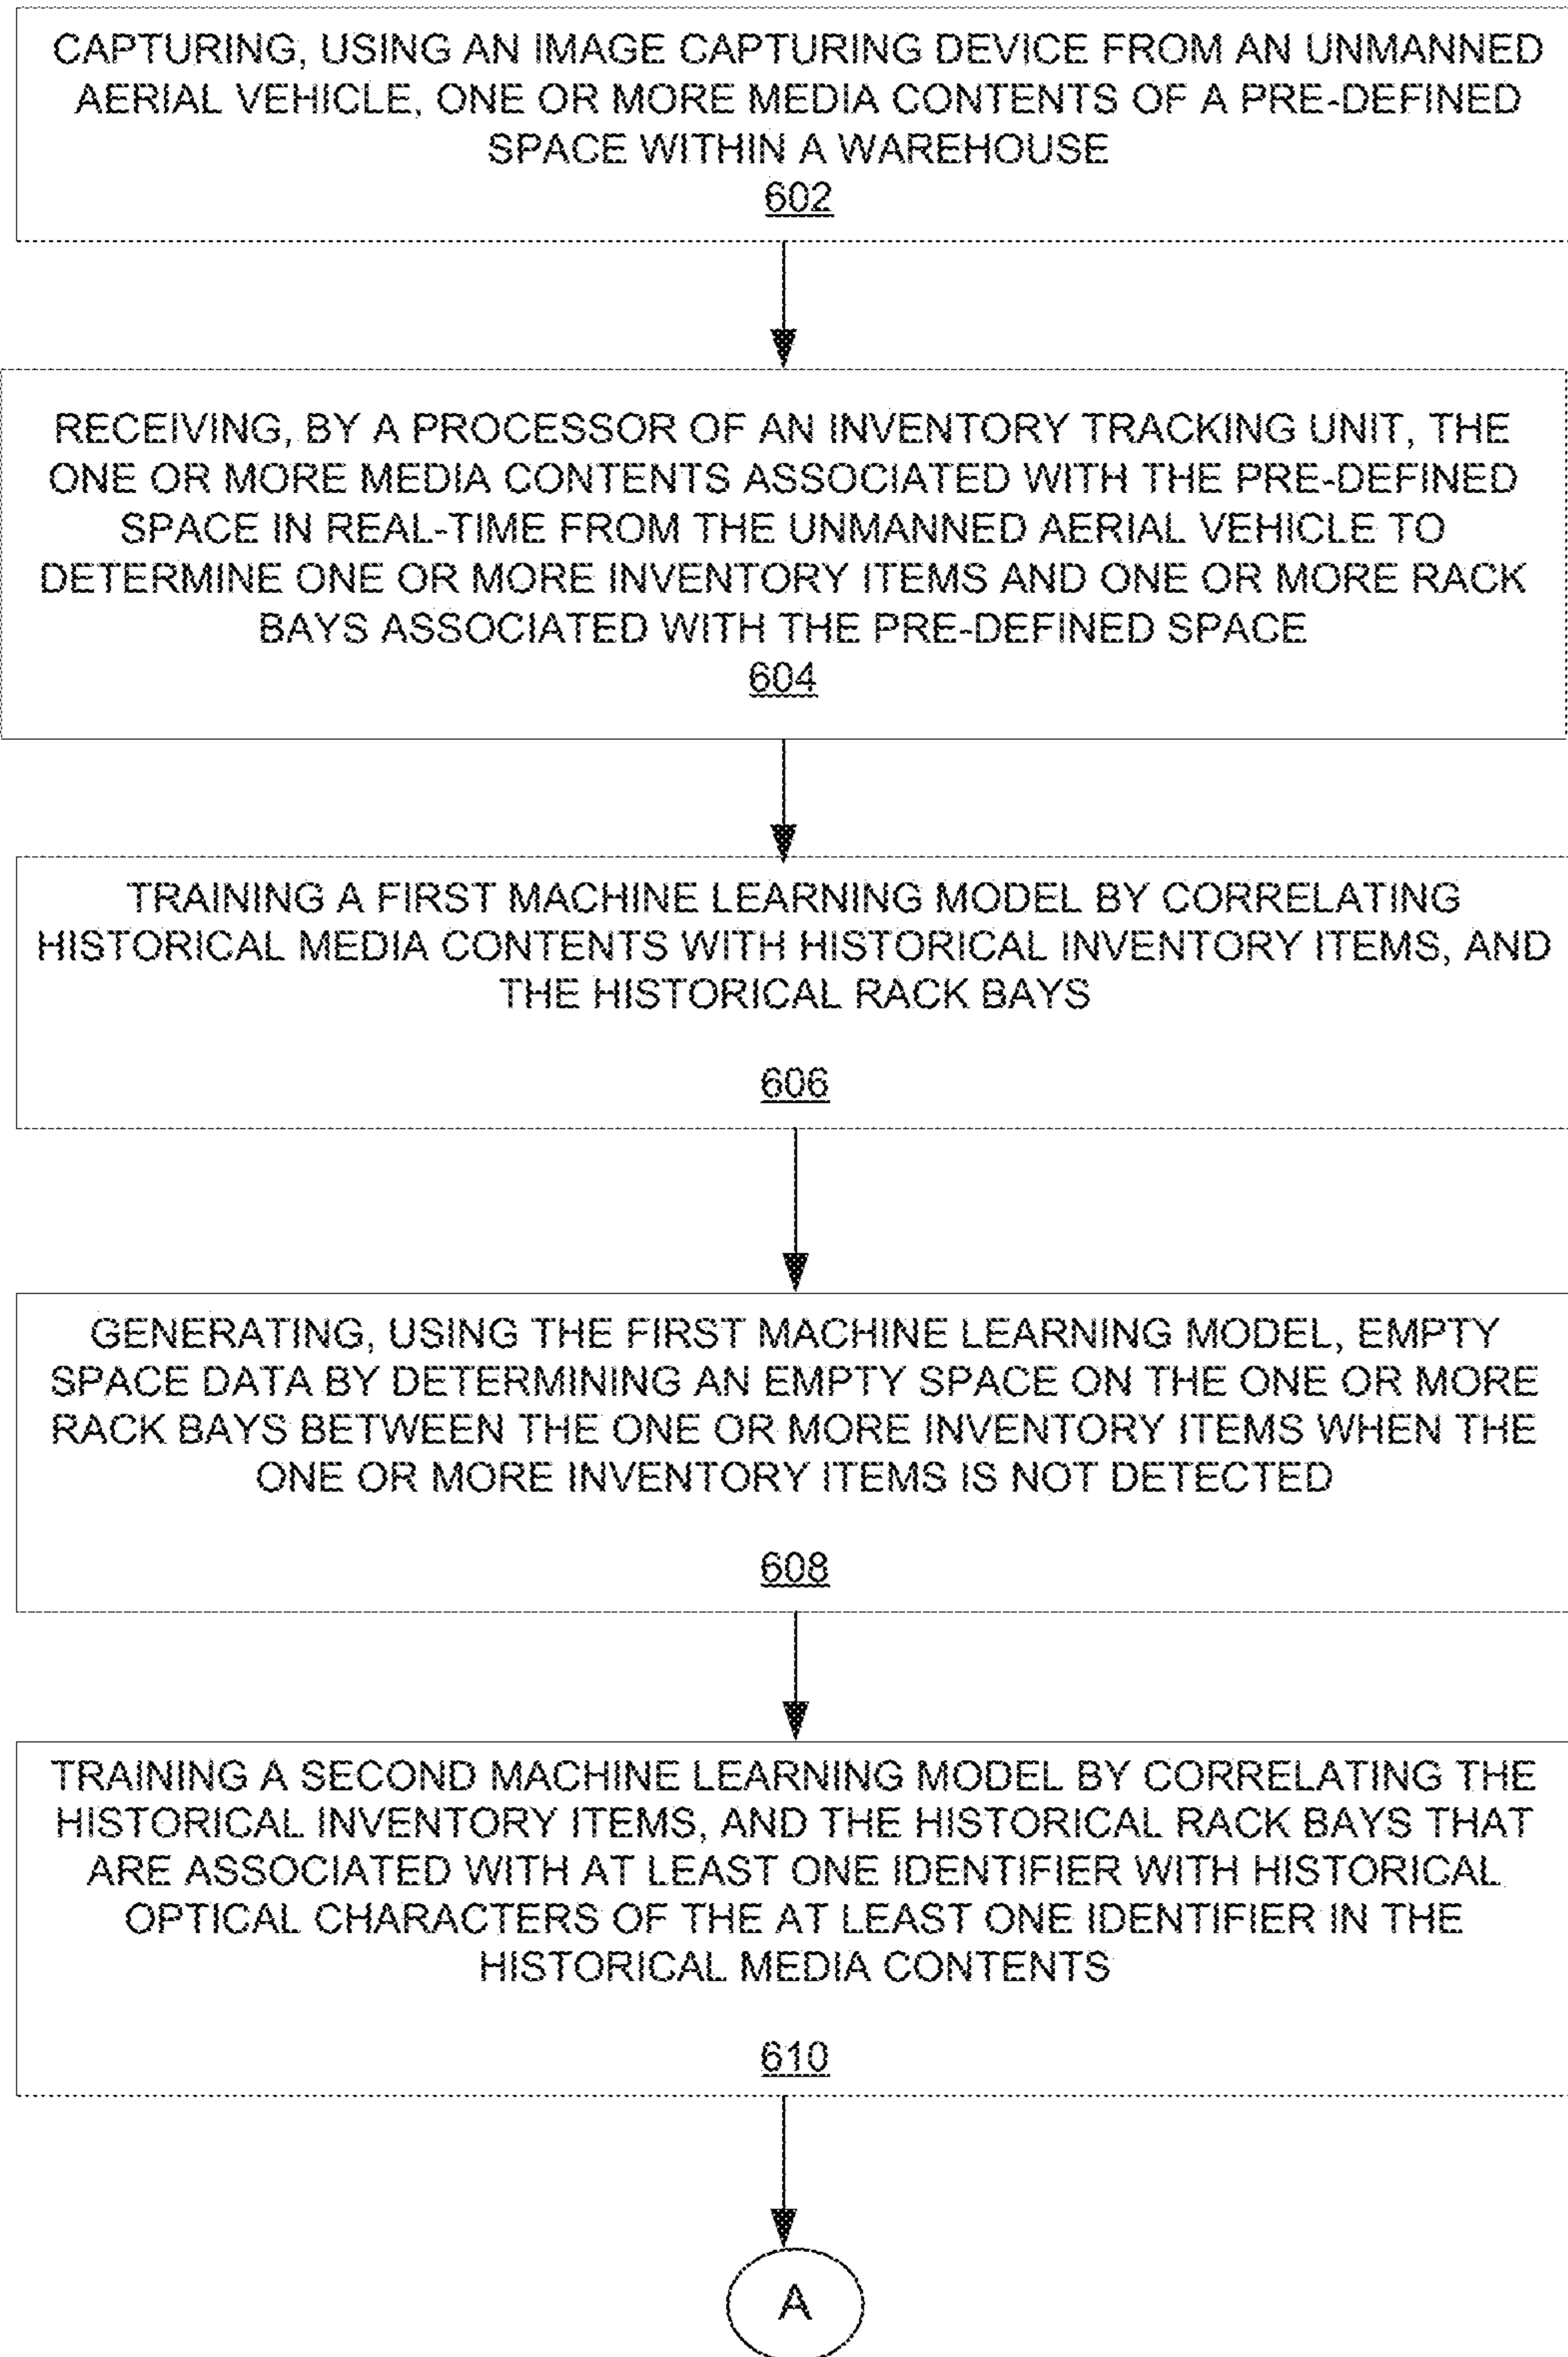 CAPTURING, USING AN IMAGE CAPTURING DEVICE FROM AN UNMANNED
AERIAL VEHICLE, ONE OR MORE MEDIA CONTENTS OF A PRE-DEFINED
SPACE WITHIN A WAREHOUSE
602
RECEIVING, BY A PROCESSOR OF AN INVENTORY TRACKING UNIT, THE
ONE OR MORE MEDIA CONTENTS ASSOCIATED WITH THE PRE-DEFINED
SPACE IN REAL-TIME FROM THE UNMANNED AERIAL VEHICLE TO
DETERMINE ONE OR MORE INVENTORY ITEMS AND ONE OR MORE RACK
BAYS ASSOCIATED WITH THE PRE-DEFINED SPACE
604
TRAINING A FIRST MACHINE LEARNING MODEL BY CORRELATING
HISTORICAL MEDIA CONTENTS WITH HISTORICAL INVENTORY ITEMS, AND
THE HISTORICAL RACK BAYS
606
GENERATING, USING THE FIRST MACHINE LEARNING MODEL, EMPTY
SPACE DATA BY DETERMINING AN EMPTY SPACE ON THE ONE OR MORE
RACK BAYS BETWEEN THE ONE OR MORE INVENTORY ITEMS WHEN THE
ONE OR MORE INVENTORY ITEMS IS NOT DETECTED
608
TRAINING A SECOND MACHINE LEARNING MODEL BY CORRELATING THE
HISTORICAL INVENTORY ITEMS, AND THE HISTORICAL RACK BAYS THAT
ARE ASSOCIATED WITH AT LEAST ONE IDENTIFIER WITH HISTORICAL
OPTICAL CHARACTERS OF THE AT LEAST ONE IDENTIFIER IN THE
HISTORICAL MEDIA CONTENTS
610
A